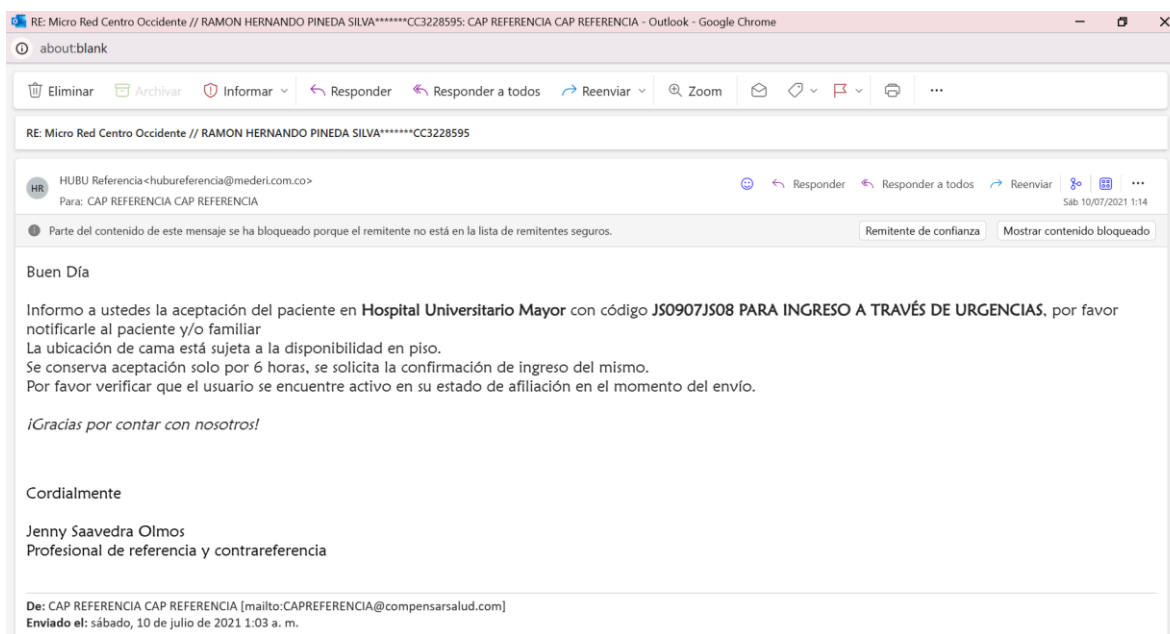 RE: Micro Red Centro Occidente // RAMON HERNANDO PINEDA SILVA*******CC3228595: CAP REFERENCIA CAP REFERENCIA - Outlook - Google Chrome
about:blank
Eliminar Archivar Informar Responder Responder a todos Reenviar Zoom
RE: Micro Red Centro Occidente // RAMON HERNANDO PINEDA SILVA*******CC3228595
HR
HUBU Referencia<hubureferencia@mederi.com.co>
Responder Responder a todos Reenviar
Para: CAP REFERENCIA CAP REFERENCIA
Sáb 10/07/2021 1:14
Parte del contenido de este mensaje se ha bloqueado porque el remitente no está en la lista de remitentes seguros.
Remitente de confianza Mostrar contenido bloqueado
Buen Día
Informo a ustedes la aceptación del paciente en Hospital Universitario Mayor con código JS0907JS08 PARA INGRESO A TRAVÉS DE URGENCIAS, por favor
notificarle al paciente y/o familiar
La ubicación de cama está sujeta a la disponibilidad en piso.
Se conserva aceptación solo por 6 horas, se solicita la confirmación de ingreso del mismo.
Por favor verificar que el usuario se encuentre activo en su estado de afiliación en el momento del envío.
¡Gracias por contar con nosotros!
Cordialmente
Jenny Saavedra Olmos
Profesional de referencia y contrareferencia
De: CAP REFERENCIA CAP REFERENCIA [mailto:CAPREFERENCIA@compensarsalud.com]
Enviado el: sábado, 10 de julio de 2021 1:03 a. m.